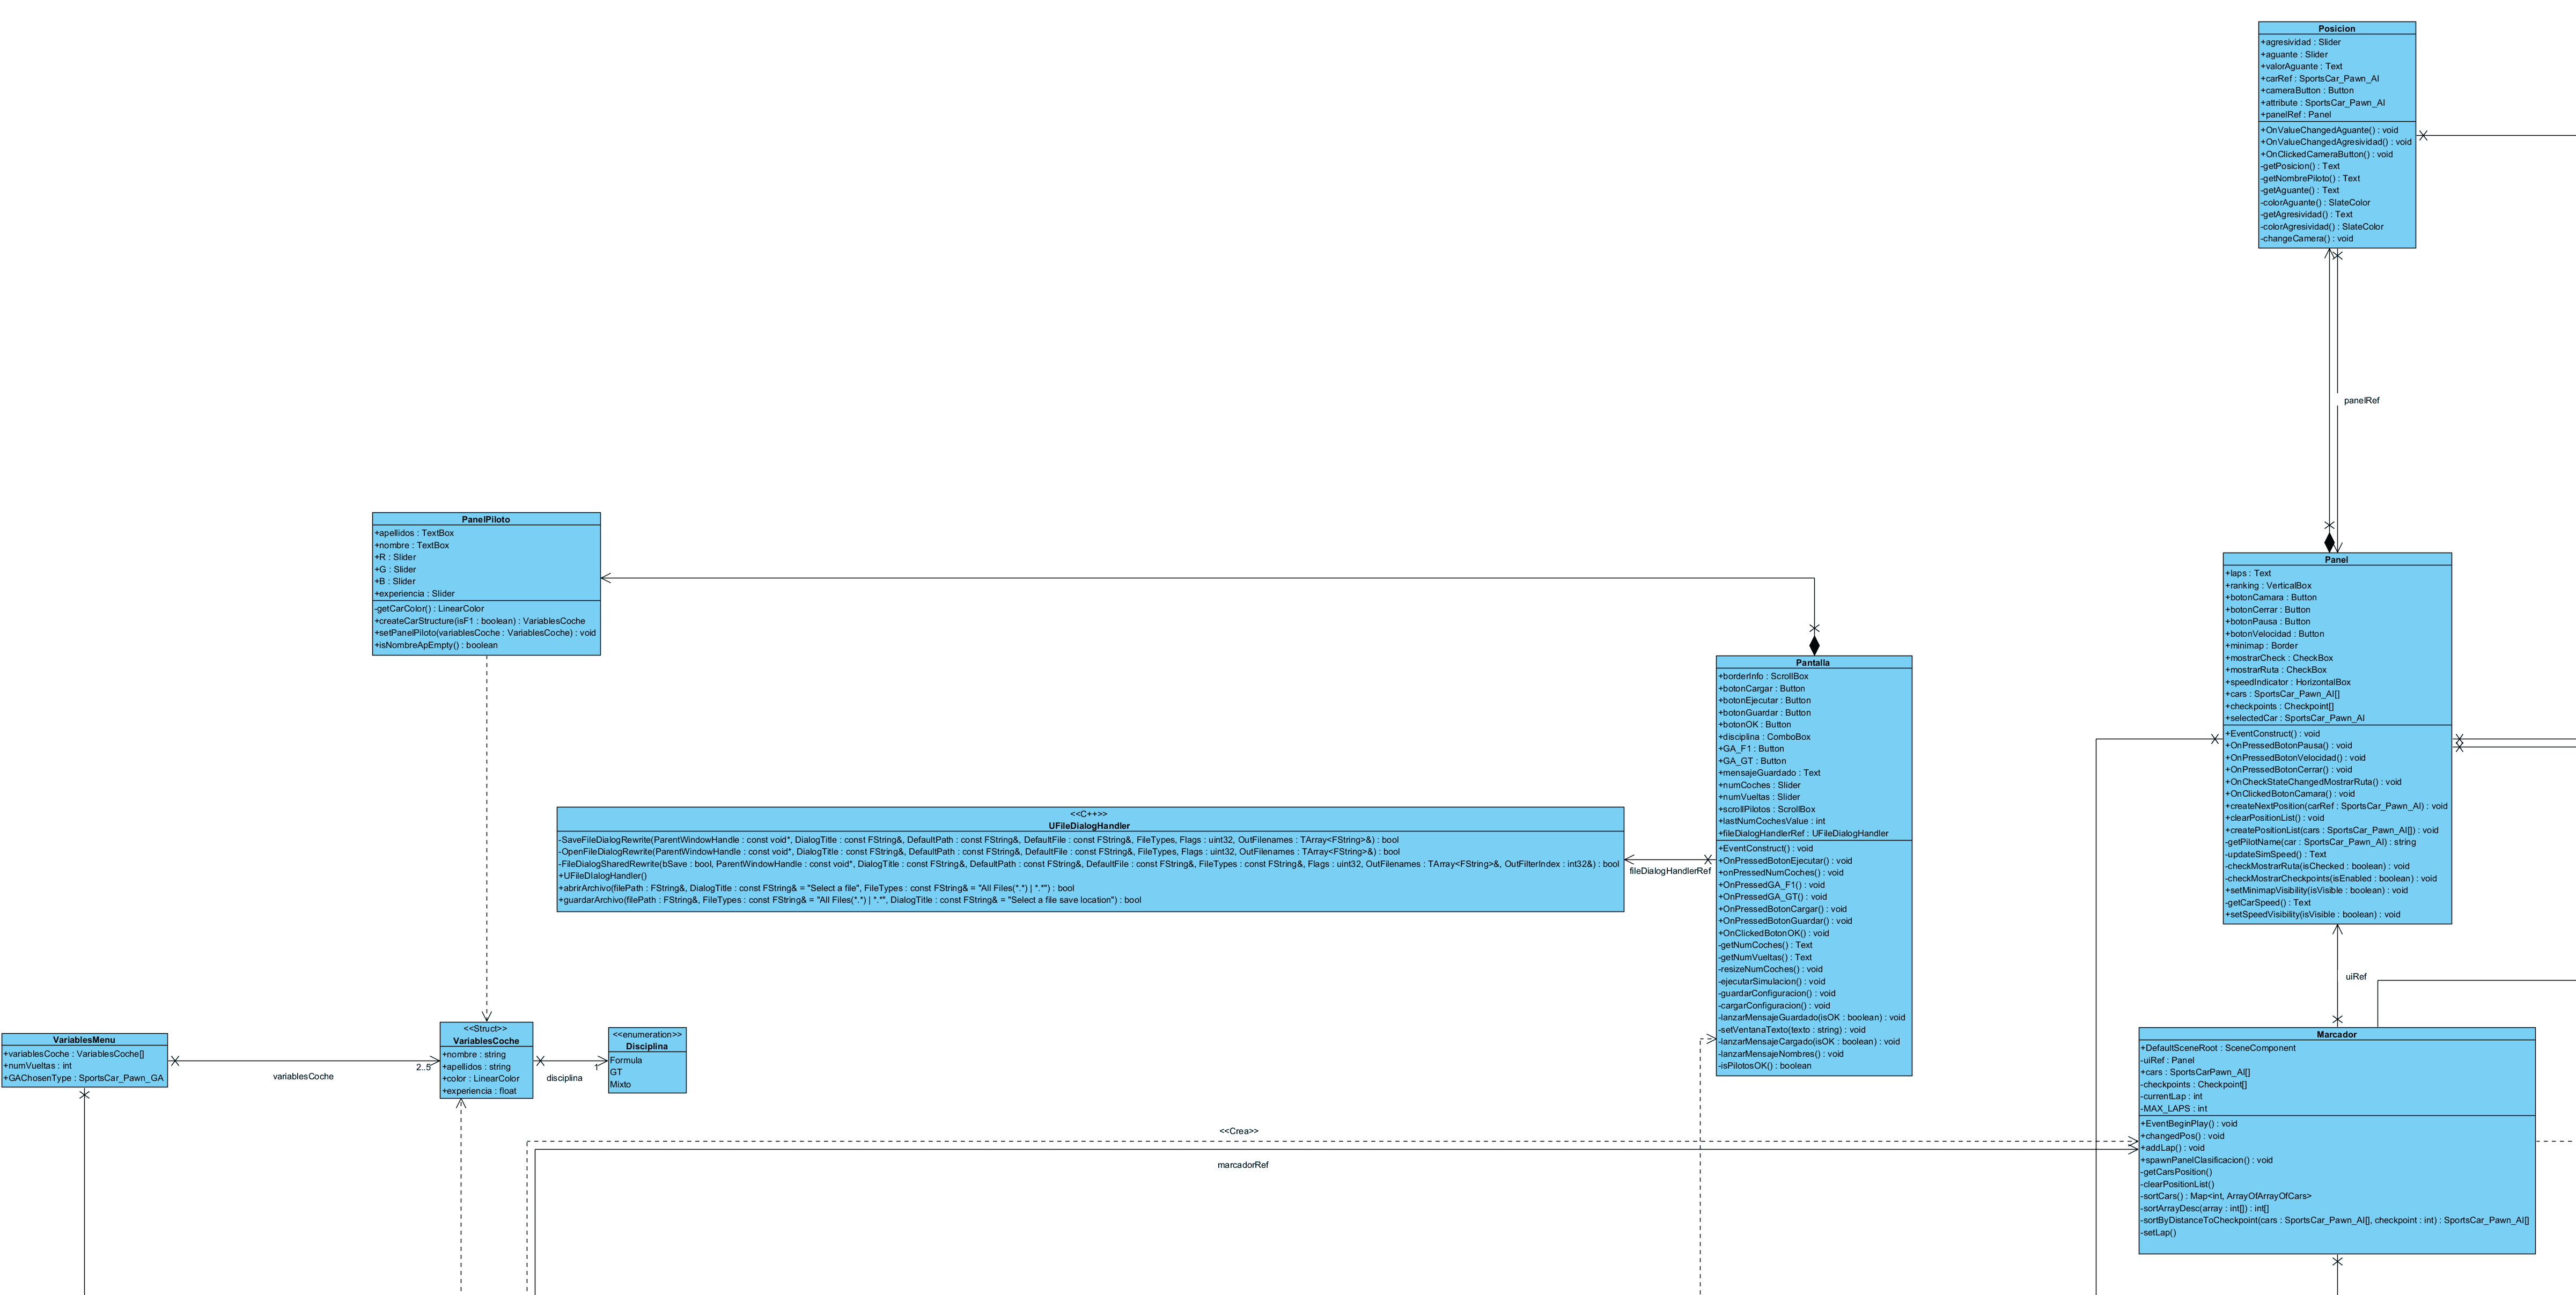 Posicion
+agresividad : Slider
+aguante : Slider
+valorAguante : Text
+carRef : SportsCar_Pawn_AI
+cameraButton : Button
+attribute : SportsCar_Pawn_AI
+panelRef : Panel
+OnValueChangedAguante() : void
+OnValueChangedAgresividad() : void
+OnClickedCameraButton() : void
-getPosicion() : Text
-getNombrePiloto() : Text
-getAguante() : Text
-colorAguante() : SlateColor
-getAgresividad() : Text
-colorAgresividad() : SlateColor
-changeCamera() : void
panelRef
PanelPiloto
+apellidos : TextBox
+nombre : TextBox
+R : Slider
+G : Slider
+B : Slider
+experiencia : Slider
-getCarColor() : LinearColor
+createCarStructure(isF1 : boolean) : VariablesCoche
+setPanelPiloto(variablesCoche : VariablesCoche) : void
+isNombreApEmpty() : boolean
Panel
+laps : Text
+ranking : VerticalBox
+botonCamara : Button
+botonCerrar : Button
+botonPausa : Button
+botonVelocidad : Button
+minimap : Border
+mostrarCheck : CheckBox
+mostrarRuta : CheckBox
+speedIndicator : HorizontalBox
+cars : SportsCar_Pawn_AI[]
+checkpoints : Checkpoint[]
+selectedCar : SportsCar_Pawn_AI
+EventConstruct() : void
+OnPressedBotonPausa() : void
+OnPressedBotonVelocidad() : void
+OnPressedBotonCerrar() : void
+OnCheckStateChangedMostrarRuta() : void
+OnClickedBotonCamara() : void
+createNextPosition(carRef : SportsCar_Pawn_AI) : void
+clearPositionList() : void
+createPositionList(cars : SportsCar_Pawn_AI[]) : void
-getPilotName(car : SportsCar_Pawn_AI) : string
-updateSimSpeed() : Text
-checkMostrarRuta(isChecked : boolean) : void
-checkMostrarCheckpoints(isEnabled : boolean) : void
+setMinimapVisibility(isVisible : boolean) : void
-getCarSpeed() : Text
+setSpeedVisibility(isVisible : boolean) : void
Pantalla
+borderInfo : ScrollBox
+botonCargar : Button
+botonEjecutar : Button
+botonGuardar : Button
+botonOK : Button
+disciplina : ComboBox
+GA_F1 : Button
+GA_GT : Button
+mensajeGuardado : Text
+numCoches : Slider
+numVueltas : Slider
+scrollPilotos : ScrollBox
+lastNumCochesValue : int
+fileDialogHandlerRef : UFileDialogHandler
+EventConstruct() : void
+OnPressedBotonEjecutar() : void
+onPressedNumCoches() : void
+OnPressedGA_F1() : void
+OnPressedGA_GT() : void
+OnPressedBotonCargar() : void
+OnPressedBotonGuardar() : void
+OnClickedBotonOK() : void
-getNumCoches() : Text
-getNumVueltas() : Text
-resizeNumCoches() : void
-ejecutarSimulacion() : void
-guardarConfiguracion() : void
-cargarConfiguracion() : void
-lanzarMensajeGuardado(isOK : boolean) : void
-setVentanaTexto(texto : string) : void
-lanzarMensajeCargado(isOK : boolean) : void
-lanzarMensajeNombres() : void
-isPilotosOK() : boolean
<<C++>>
UFileDialogHandler
-SaveFileDialogRewrite(ParentWindowHandle : const void*, DialogTitle : const FString&, DefaultPath : const FString&, DefaultFile : const FString&, FileTypes, Flags : uint32, OutFilenames : TArray<FString>&) : bool
-OpenFileDialogRewrite(ParentWindowHandle : const void*, DialogTitle : const FString&, DefaultPath : const FString&, DefaultFile : const FString&, FileTypes, Flags : uint32, OutFilenames : TArray<FString>&) : bool
-FileDialogSharedRewrite(bSave : bool, ParentWindowHandle : const void*, DialogTitle : const FString&, DefaultPath : const FString&, DefaultFile : const FString&, FileTypes : const FString&, Flags : uint32, OutFilenames : TArray<FString>&, OutFilterIndex : int32&) : bool
+UFileDIalogHandler()
+abrirArchivo(filePath : FString&, DialogTitle : const FString& = "Select a file", FileTypes : const FString& = "All Files(*.*) | *.*") : bool
+guardarArchivo(filePath : FString&, FileTypes : const FString& = "All Files(*.*) | *.*", DialogTitle : const FString& = "Select a file save location") : bool
fileDialogHandlerRef
uiRef
VariablesMenu
+variablesCoche : VariablesCoche[]
+numVueltas : int
+GAChosenType : SportsCar_Pawn_GA
variablesCoche
2..5
<<Struct>>
VariablesCoche
+nombre : string
+apellidos : string
+color : LinearColor
+experiencia : float
disciplina
1
<<enumeration>>
Disciplina
Formula
GT
Mixto
<<Crea>>
marcadorRef
Marcador
+DefaultSceneRoot : SceneComponent
-uiRef : Panel
+cars : SportsCarPawn_AI[]
-checkpoints : Checkpoint[]
-currentLap : int
-MAX_LAPS : int
+EventBeginPlay() : void
+changedPos() : void
+addLap() : void
+spawnPanelClasificacion() : void
-getCarsPosition()
-clearPositionList()
-sortCars() : Map<int, ArrayOfArrayOfCars>
-sortArrayDesc(array : int[]) : int[]
-sortByDistanceToCheckpoint(cars : SportsCar_Pawn_AI[], checkpoint : int) : SportsCar_Pawn_AI[]
-setLap()